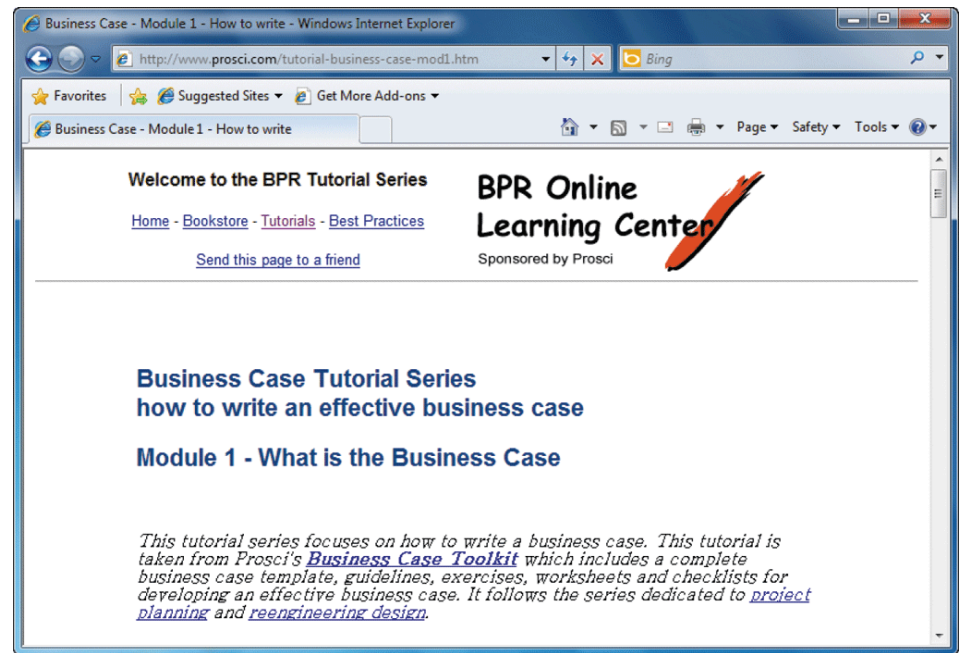 Business Case - Module 1 - How to write - Windows Internet Explorer
http://www.prosci.com/tutorial-business-case-mod1.htm
Bing
Favorites
Suggested Sites
Get More Add-ons
Business Case - Module 1 - How to write
Page
Safety
Tools
Welcome to the BPR Tutorial Series
Home - Bookstore - Tutorials - Best Practices
Send this page to a friend
BPR Online
Learning Center
Sponsored by Prosci
Business Case Tutorial Series
how to write an effective business case
Module 1 - What is the Business Case
This tutorial series focuses on how to write a business case. This tutorial is
taken from Prosci's Business Case Toolkit which includes a complete
business case template, guidelines, exercises, worksheets and checklists for
developing an effective business case. It follows the series dedicated to project
planning and reengineering design.